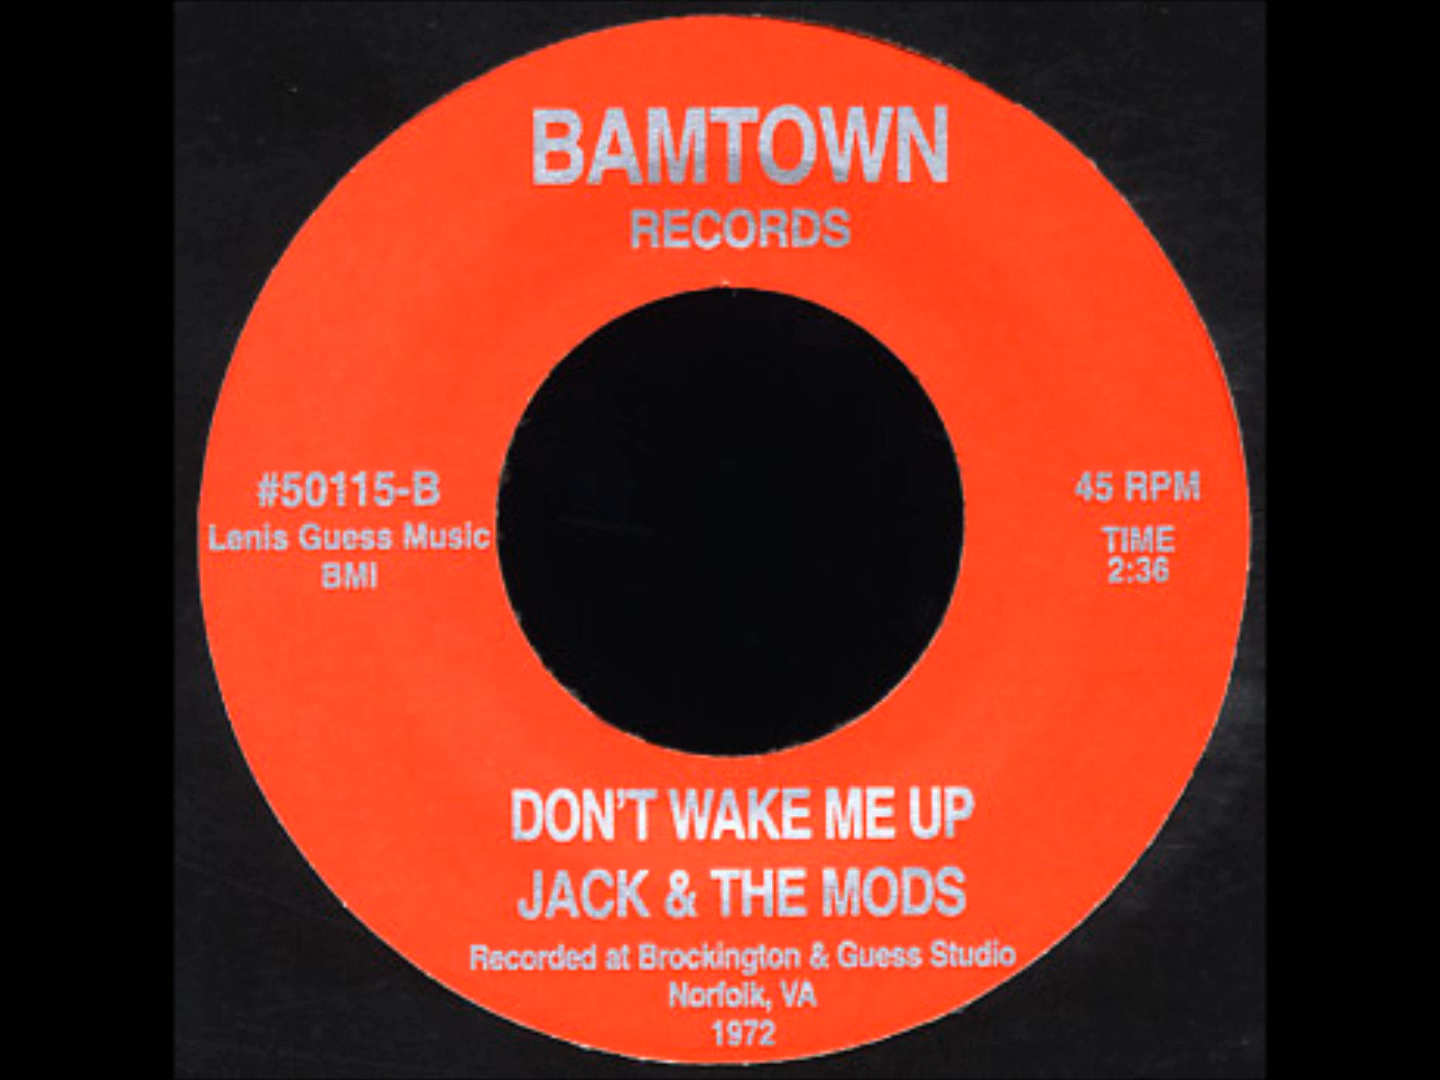 BAMTOWN
RECORDS
#50115-B
Lenis Guess Music
BMI
45 RPM
TIME
2:36
DON'T WAKE ME UP
JACK & THE MODS
Recorded at Brockington & Guess Studio
Norfolk, VA
1972